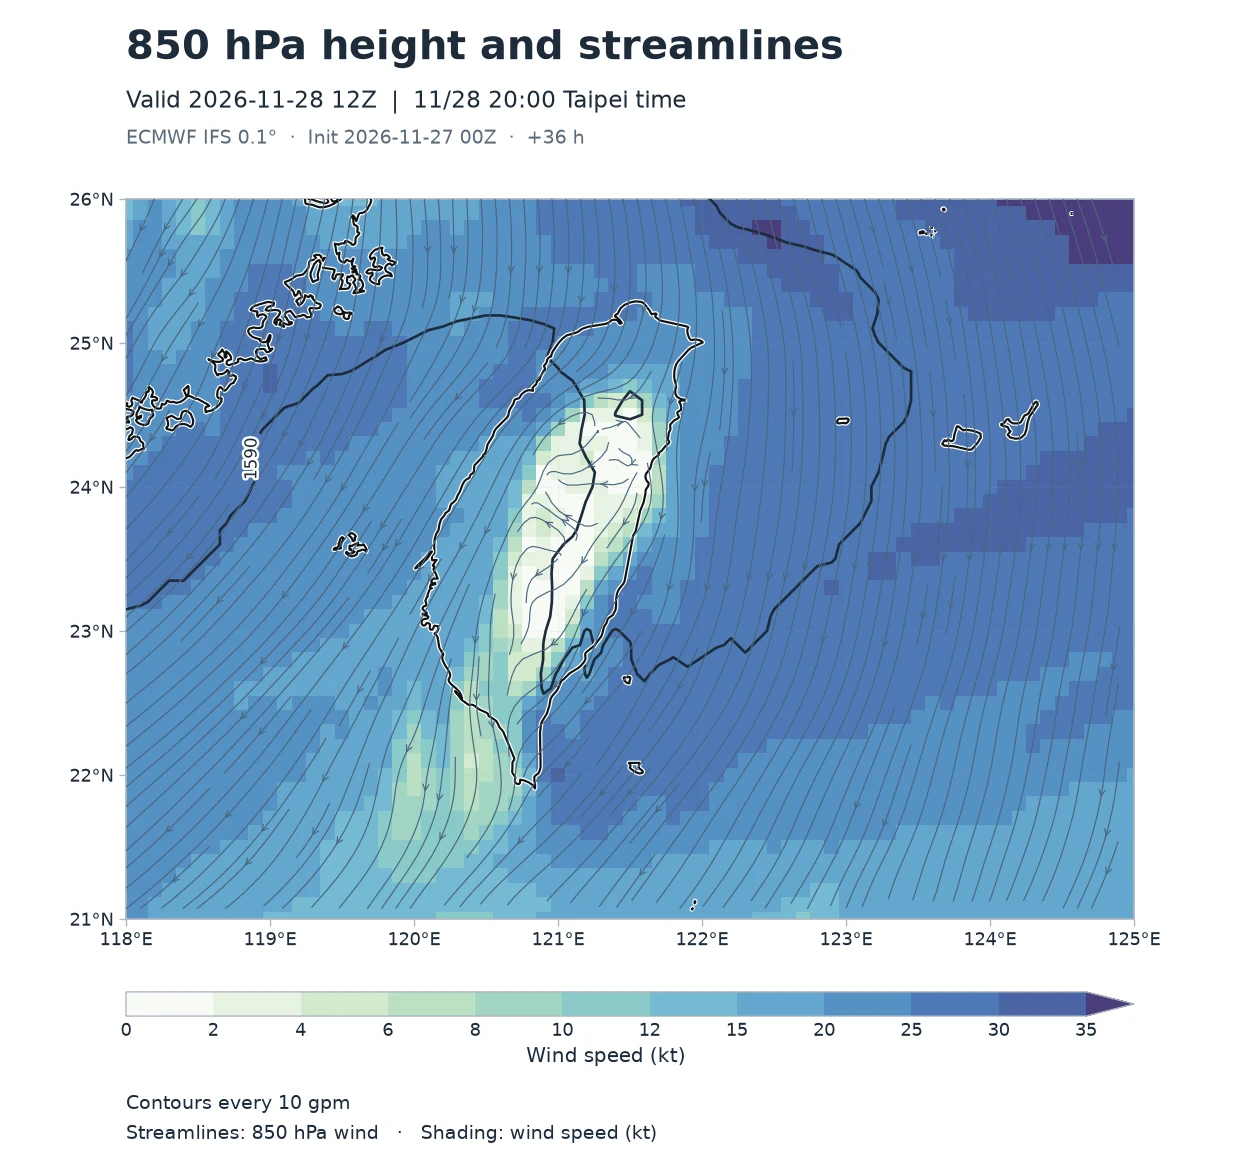 850 hPa height and streamlines
Valid 2026-11-28 12Z | 11/28 20:00 Taipei time
ECMWF IFS 0.1° · Init 2026-11-27 00Z · +36 h
26°N
25°N
24°N
23°N
22°N
21°N
1590
118°E 119°E 120°E 121°E 122°E 123°E 124°E 125°E
0 2 4 6 8 10 12 15 20 25 30 35
Wind speed (kt)
Contours every 10 gpm
Streamlines: 850 hPa wind · Shading: wind speed (kt)